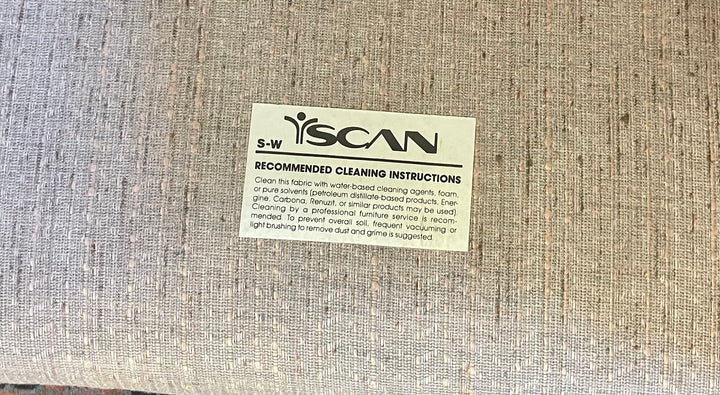 S-W SCAN
RECOMMENDED CLEANING INSTRUCTIONS
Clean this fabric with water-based cleaning agents, foam,
or pure solvents (petroleum distillate-based products, Ener-
gine, Carbona, Renuzit, or similar products may be used).
Cleaning by a professional furniture service is recom-
mended. To prevent overall soil, frequent vacuuming or
light brushing to remove dust and grime is suggested.